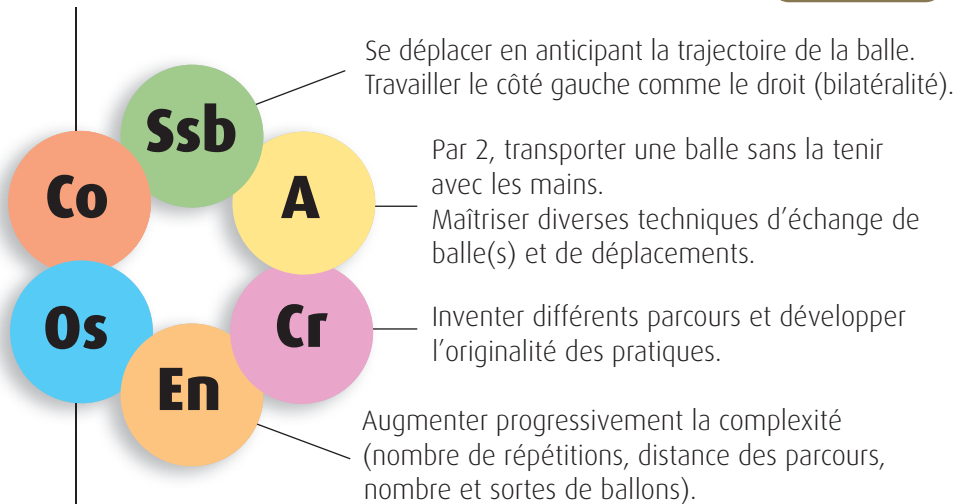 Se déplacer en anticipant la trajectoire de la balle.
Travailler le côté gauche comme le droit (bilatéralité).
Ssb
Co
A
Par 2, transporter une balle sans la tenir
avec les mains.
Maîtriser diverses techniques d’échange de
balle(s) et de déplacements.
Os
Cr
Inventer différents parcours et développer
l’originalité des pratiques.
En
Augmenter progressivement la complexité
(nombre de répétitions, distance des parcours,
nombre et sortes de ballons).